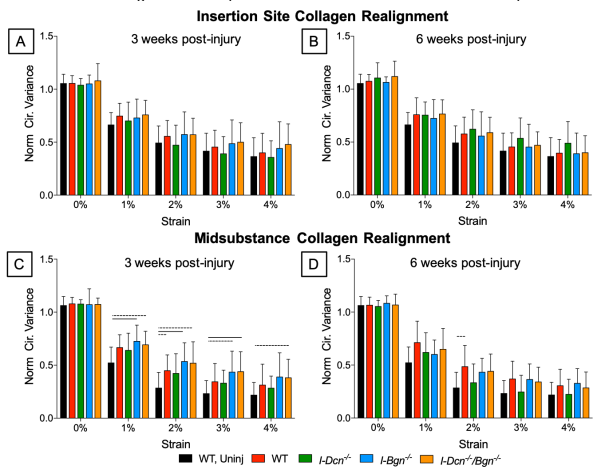 Insertion Site Collagen Realignment
A
3 weeks post-injury
Norm Cir. Variance
1.5
1.0
0.5
0.0
0%
1%
2%
3%
4%
Strain
B
6 weeks post-injury
Norm Cir. Variance
1.5
1.0
0.5
0.0
0%
1%
2%
3%
4%
Strain
Midsubstance Collagen Realignment
C
3 weeks post-injury
Norm Cir. Variance
1.5
1.0
0.5
0.0
0%
1%
2%
3%
4%
Strain
D
6 weeks post-injury
Norm Cir. Variance
1.5
1.0
0.5
0.0
0%
1%
2%
3%
4%
Strain
WT, Uninj WT I-Dcn⁻/⁻ I-Bgn⁻/⁻ I-Dcn⁻/⁻/Bgn⁻/⁻